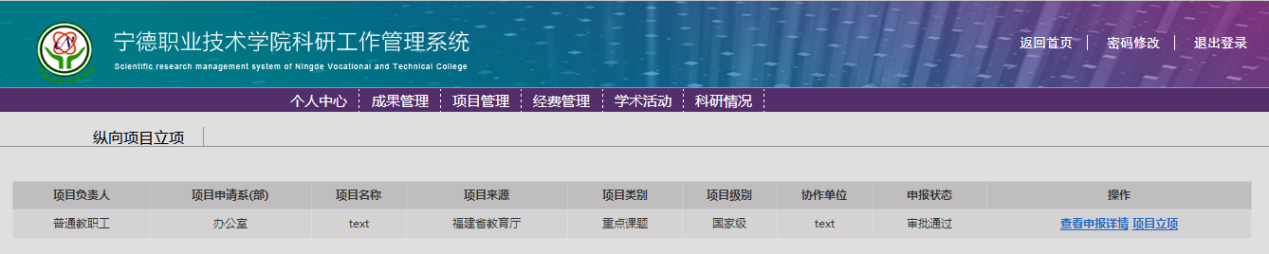 宁德职业技术学院科研工作管理系统
Scientific research management system of Ningde Vocational and Technical College
返回首页 | 密码修改 | 退出登录
个人中心 成果管理 项目管理 经费管理 学术活动 科研情况
纵向项目立项
项目负责人 项目申请系(部) 项目名称 项目来源 项目类别 项目级别 协作单位 申报状态 操作
普通教职工 办公室 text 福建省教育厅 重点课题 国家级 text 审批通过 查看申报详情 项目立项